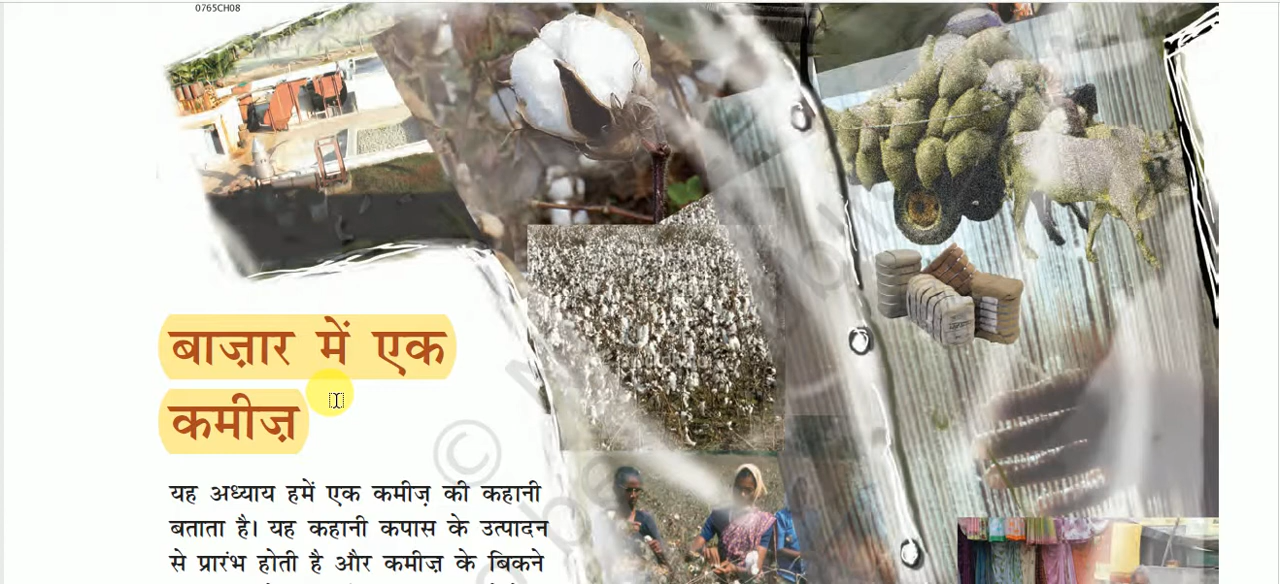 0765CH08
बाज़ार में एक
कमीज़
यह अध्याय हमें एक कमीज़ की कहानी
बताता है। यह कहानी कपास के उत्पादन
से प्रारंभ होती है और कमीज़ के बिकने